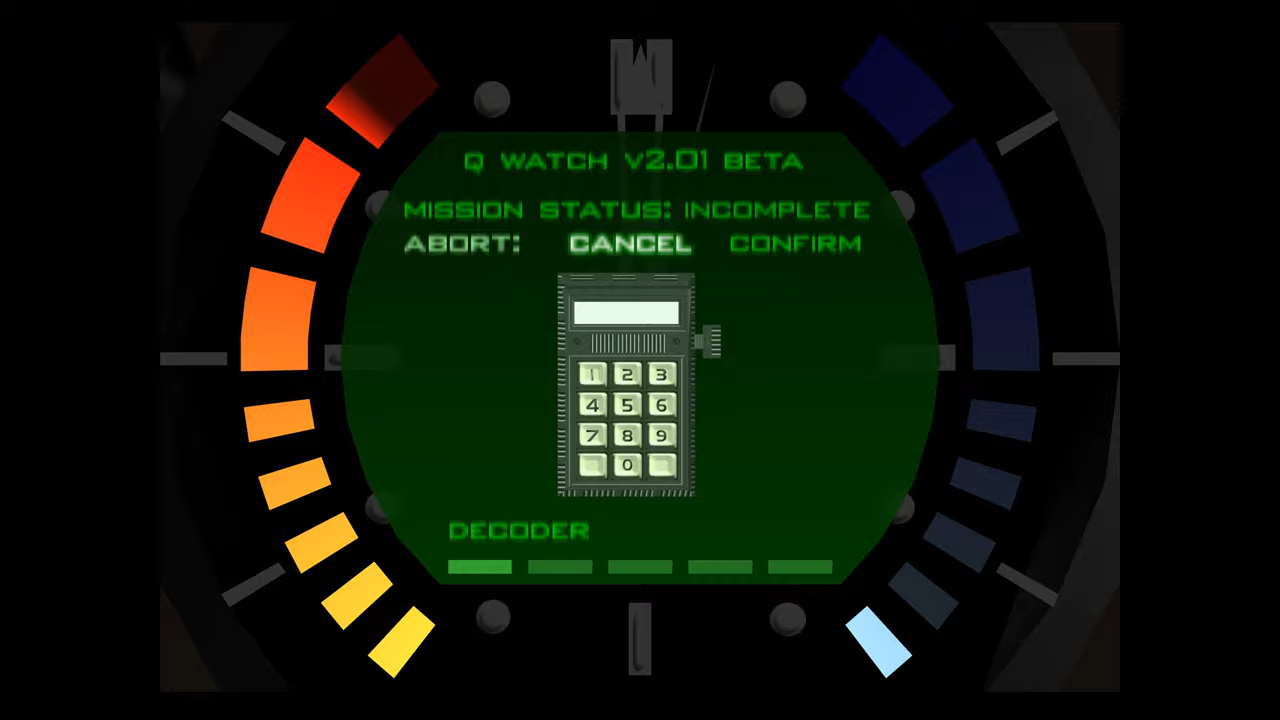 Q WATCH V2.01 BETA
MISSION STATUS: INCOMPLETE
ABORT: CANCEL CONFIRM
1 2 3
4 5 6
7 8 9
0
DECODER